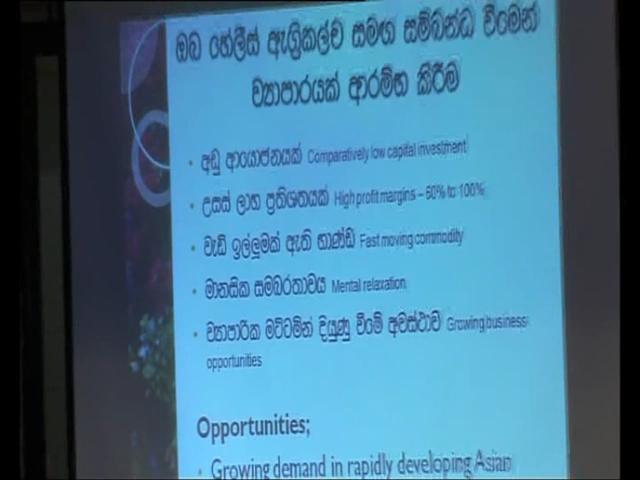 ඔබ හේලීස් ඇග්‍රිකල්ච සමඟ සම්බන්ධ වීමෙන්
ව්‍යාපාරයක් ආරම්භ කිරීම
• අඩු ආයෝජනයක් Comparatively low capital investment
• උසස් ලාභ ප්‍රතිශතයක් High profit margins – 60% to 100%
• වැඩි ඉල්ලුමක් ඇති භාණ්ඩ Fast moving commodity
• මානසික සමබරතාවය Mental relaxation
• ව්‍යාපාරික මට්ටමින් දියුණු වීමේ අවස්ථාව Growing business
opportunities
Opportunities;
• Growing demand in rapidly developing Asian